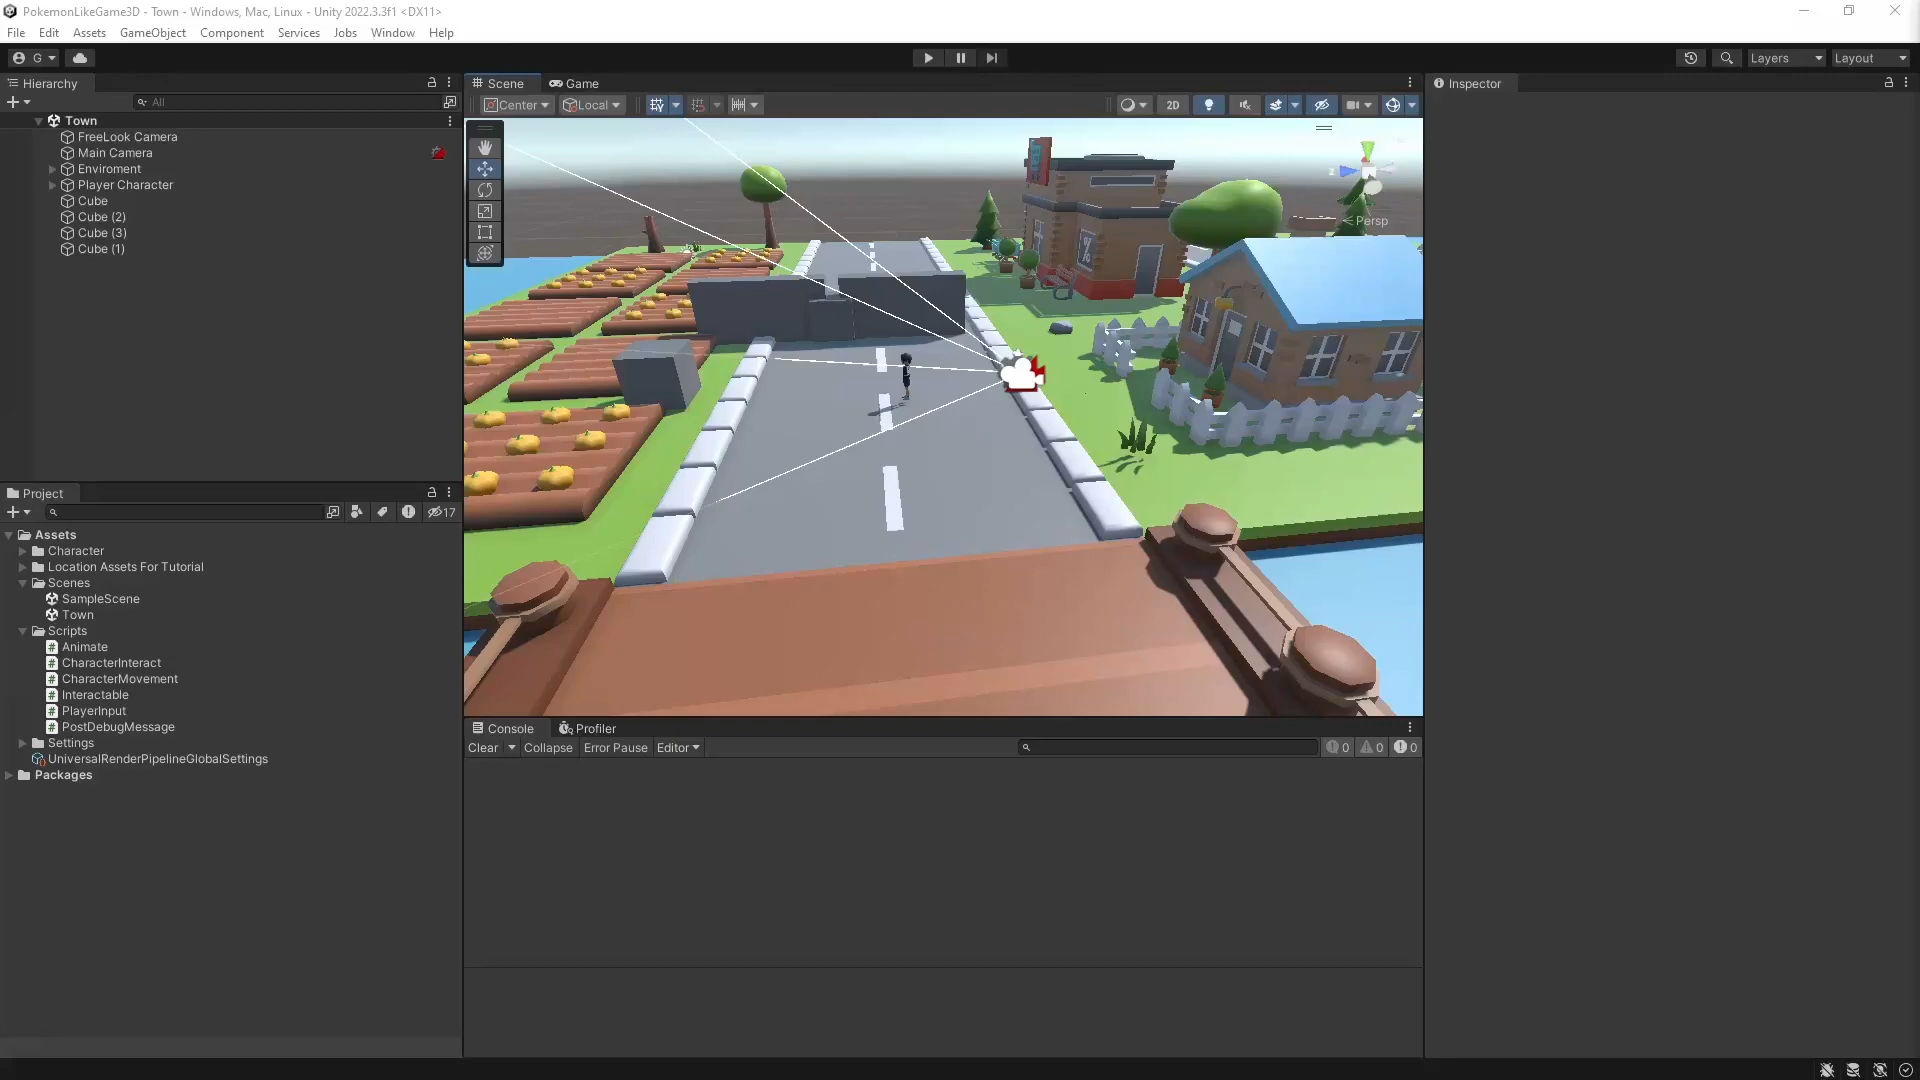 PokemonLikeGame3D - Town - Windows, Mac, Linux - Unity 2022.3.3f1 <DX11>
File Edit Assets GameObject Component Services Jobs Window Help
G
Layers
Layout
Hierarchy
All
Town
FreeLook Camera
Main Camera
Enviroment
Player Character
Cube
Cube (2)
Cube (3)
Cube (1)
Scene
Game
Center
Local
2D
z
Persp
%
Inspector
Project
17
Assets
Character
Location Assets For Tutorial
Scenes
SampleScene
Town
Scripts
Animate
CharacterInteract
CharacterMovement
Interactable
PlayerInput
PostDebugMessage
Settings
UniversalRenderPipelineGlobalSettings
Packages
Console
Profiler
Clear
Collapse
Error Pause
Editor
0
0
0